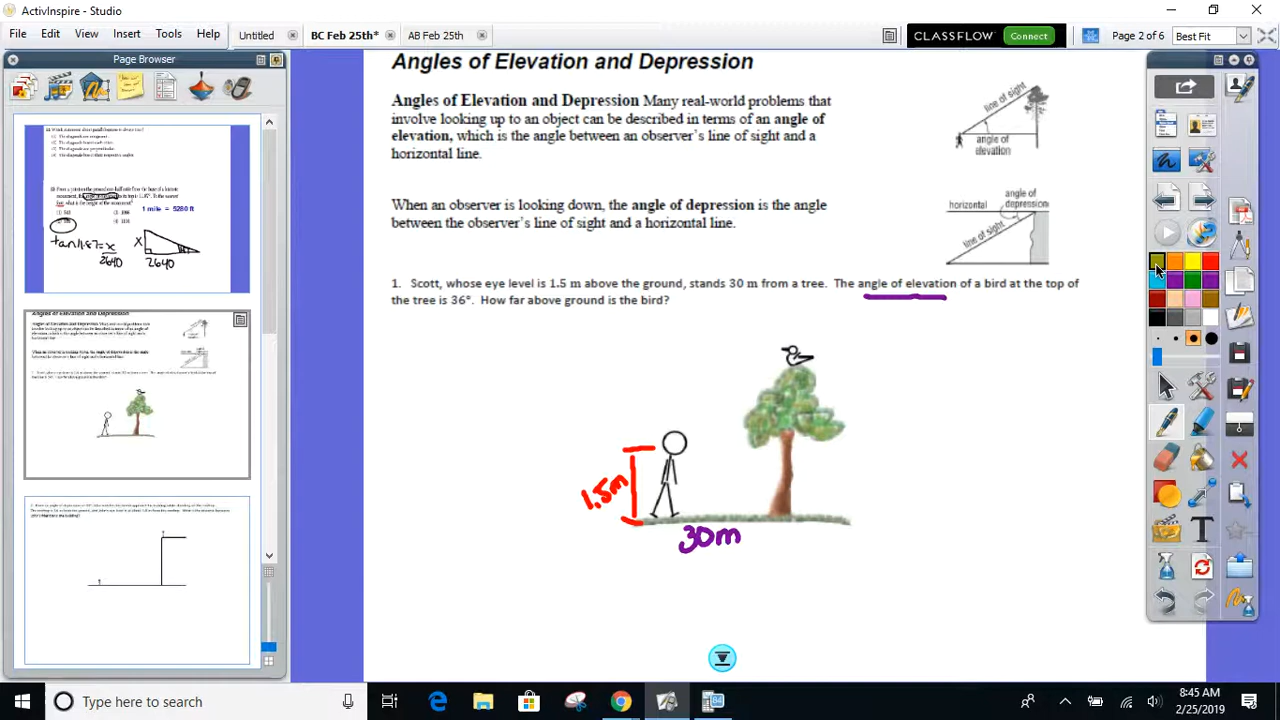 ActivInspire - Studio
File Edit View Insert Tools Help
Untitled
BC Feb 25th*
AB Feb 25th
CLASSFLOW Connect
Page 2 of 6
Best Fit
Page Browser
1 mile = 5280 ft
tan 1.87 = x
2640
x
2640
Angles of Elevation and Depression
Angles of Elevation and Depression Many real-world problems that
involve looking up to an object can be described in terms of an angle of
elevation, which is the angle between an observer's line of sight and a
horizontal line.
line of sight
angle of
elevation
When an observer is looking down, the angle of depression is the angle
between the observer's line of sight and a horizontal line.
angle of
horizontal depression
line of sight
1. Scott, whose eye level is 1.5 m above the ground, stands 30 m from a tree. The angle of elevation of a bird at the top of
the tree is 36°. How far above ground is the bird?
1.5m
30m
Type here to search
8:45 AM
2/25/2019